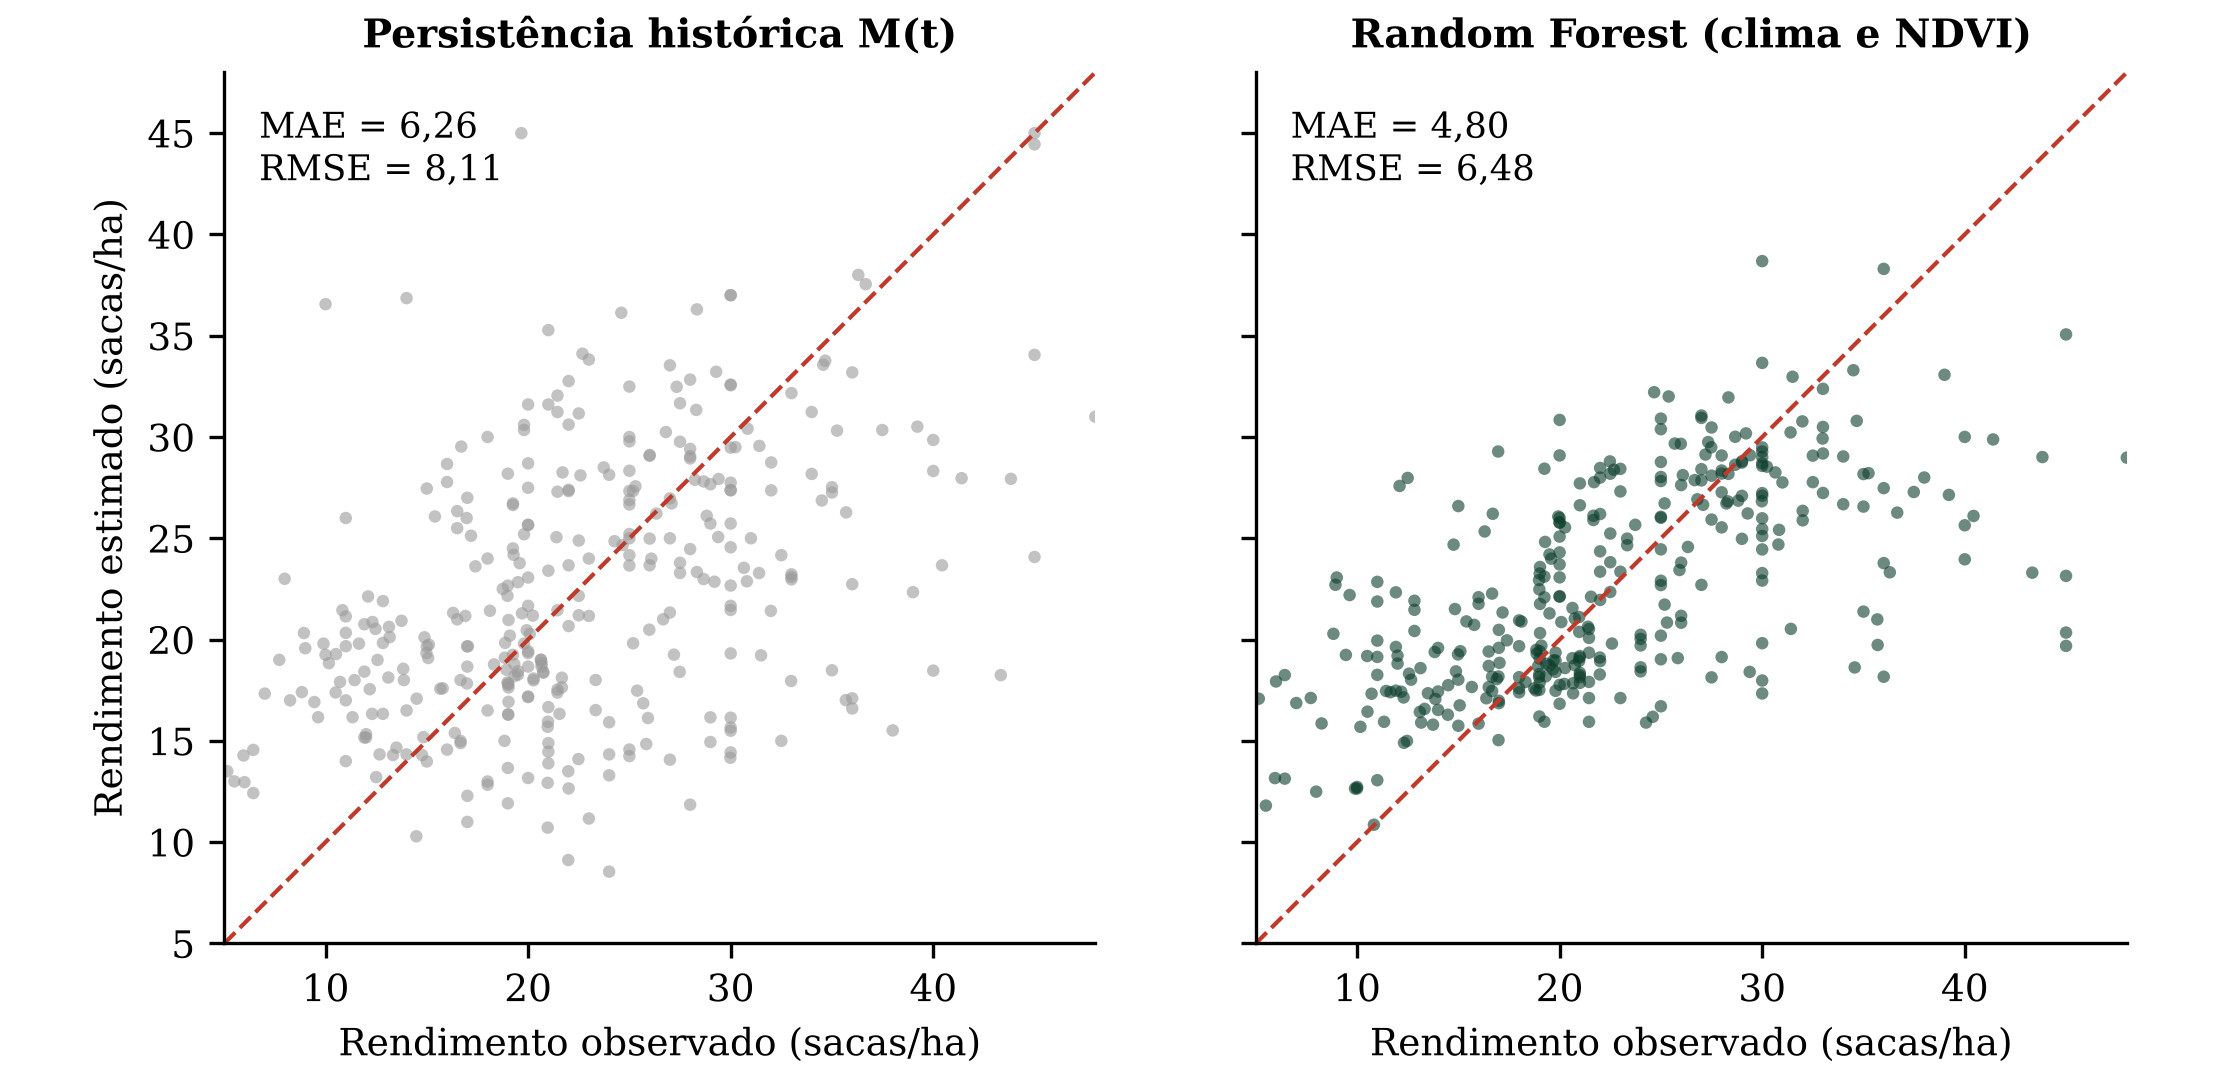 Persistência histórica M(t)
MAE = 6,26
RMSE = 8,11
Rendimento estimado (sacas/ha)
45
40
35
30
25
20
15
10
5
10 20 30 40
Rendimento observado (sacas/ha)
Random Forest (clima e NDVI)
MAE = 4,80
RMSE = 6,48
10 20 30 40
Rendimento observado (sacas/ha)